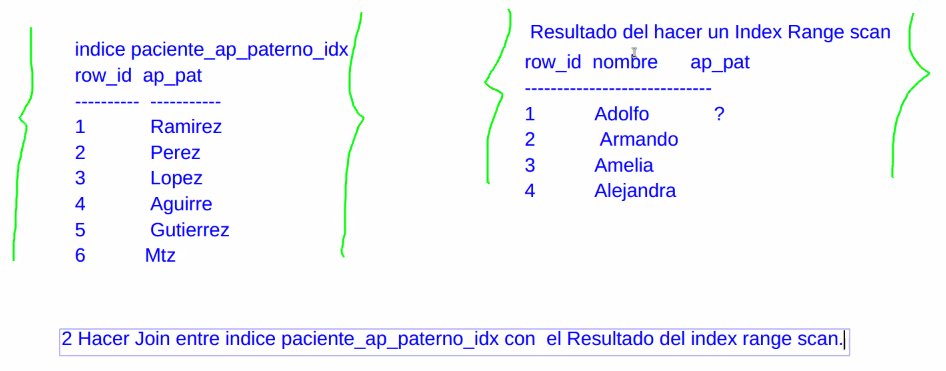 indice paciente_ap_paterno_idx
row_id ap_pat
---------- -----------
1 Ramirez
2 Perez
3 Lopez
4 Aguirre
5 Gutierrez
6 Mtz
Resultado del hacer un Index Range scan
row_id nombre ap_pat
-----------------------------
1 Adolfo ?
2 Armando
3 Amelia
4 Alejandra
2 Hacer Join entre indice paciente_ap_paterno_idx con el Resultado del index range scan.